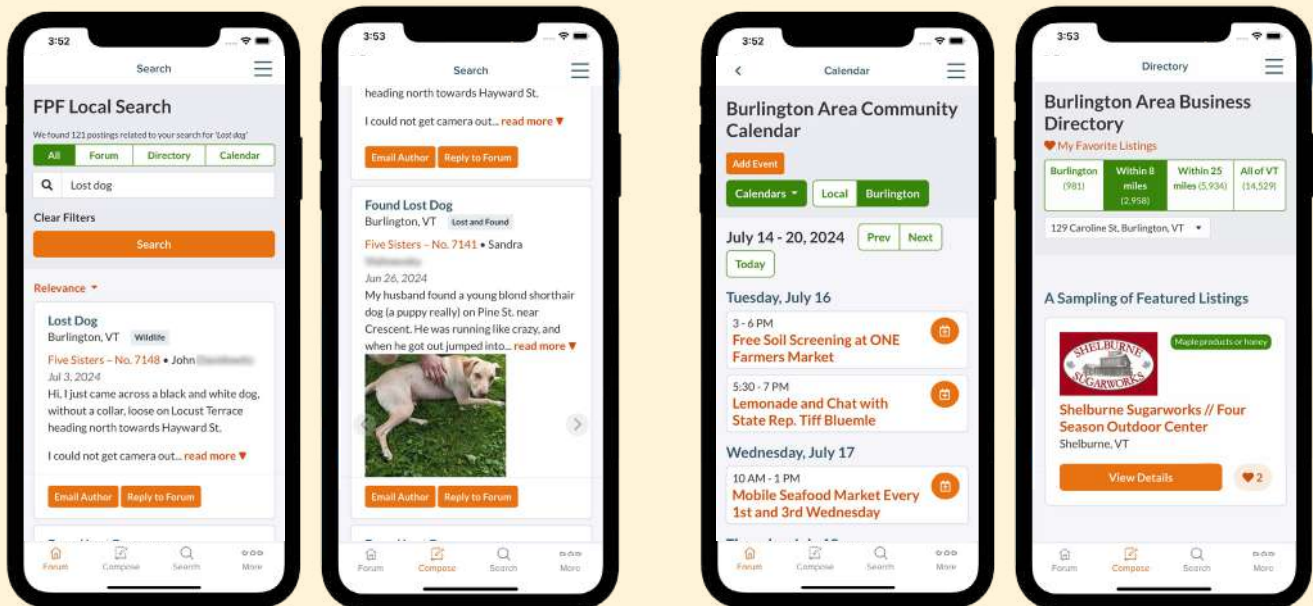 3:52
Search
FPF Local Search
We found 121 postings related to your search for 'Lost dog'
All Forum Directory Calendar
Lost dog
Clear Filters
Search
Relevance
Lost Dog
Burlington, VT Wildlife
Five Sisters – No. 7148 • John
Jul 3, 2024
Hi, I just came across a black and white dog,
without a collar, loose on Locust Terrace
heading north towards Hayward St.
I could not get camera out... read more ▼
Email Author Reply to Forum
Forum Compose Search More
3:53
Search
heading north towards Hayward St.
I could not get camera out... read more ▼
Email Author Reply to Forum
Found Lost Dog
Burlington, VT Lost and Found
Five Sisters – No. 7141 • Sandra
Jun 26, 2024
My husband found a young blond shorthair
dog (a puppy really) on Pine St. near
Crescent. He was running like crazy, and
when he got out jumped into... read more ▼
Email Author Reply to Forum
Forum Compose Search More
3:52
Calendar
Burlington Area Community
Calendar
Add Event
Calendars Local Burlington
July 14 - 20, 2024 Prev Next
Today
Tuesday, July 16
3 - 6 PM
Free Soil Screening at ONE
Farmers Market
5:30 - 7 PM
Lemonade and Chat with
State Rep. Tiff Bluemle
Wednesday, July 17
10 AM - 1 PM
Mobile Seafood Market Every
1st and 3rd Wednesday
Forum Compose Search More
3:53
Directory
Burlington Area Business
Directory
My Favorite Listings
Burlington (981) Within 8 miles (2,958) Within 25 miles (5,934) All of VT (14,529)
129 Caroline St, Burlington, VT
A Sampling of Featured Listings
SHELBURNE SUGARWORKS
Maple products or honey
Shelburne Sugarworks // Four
Season Outdoor Center
Shelburne, VT
View Details 2
Forum Compose Search More